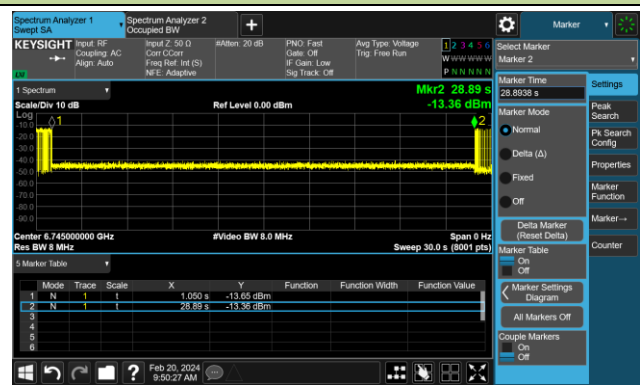 Spectrum Analyzer 1
Swept SA
Spectrum Analyzer 2
Occupied BW
Marker
KEYSIGHT
Input: RF
Coupling: AC
Align: Auto
Input Z: 50 Ω
Corr CCorr
Freq Ref: Int (S)
NFE: Adaptive
#Atten: 20 dB
PNO: Fast
Gate: Off
IF Gain: Low
Sig Track: Off
Avg Type: Voltage
Trig: Free Run
1 2 3 4 5 6
W W W W W W
P N N N N N
LXI
Select Marker
Marker 2
1 Spectrum
Scale/Div 10 dB
Ref Level 0.00 dBm
Mkr2 28.89 s
-13.36 dBm
Log
-10.0
-20.0
-30.0
-40.0
-50.0
-60.0
-70.0
-80.0
-90.0
1
2
Center 6.745000000 GHz
Res BW 8 MHz
#Video BW 8.0 MHz
Span 0 Hz
Sweep 30.0 s (8001 pts)
5 Marker Table
Mode Trace Scale X Y Function Function Width Function Value
1 N 1 t 1.050 s -13.65 dBm
2 N 1 t 28.89 s -13.36 dBm
3
4
5
6
Marker Time
28.8938 s
Marker Mode
Normal
Delta (Δ)
Fixed
Off
Delta Marker
(Reset Delta)
Marker Table
On
Off
Marker Settings
Diagram
All Markers Off
Couple Markers
On
Off
Settings
Peak
Search
Pk Search
Config
Properties
Marker
Function
Marker→
Counter
?
Feb 20, 2024
9:50:27 AM